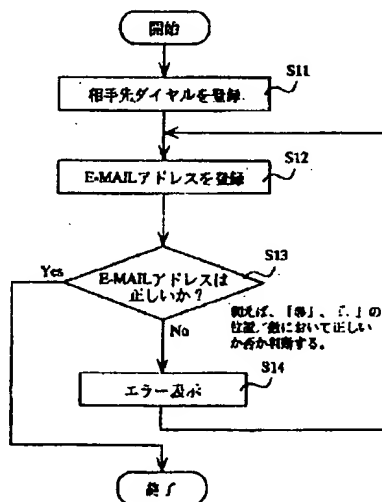 開始
S11
相手先ダイヤルを登録
S12
E-MAILアドレスを登録
S13
E-MAILアドレスは
正しいか？
Yes
No
例えば、「」、「.」の
位置／数において正しい
か否か判断する。
S14
エラー表示
終了